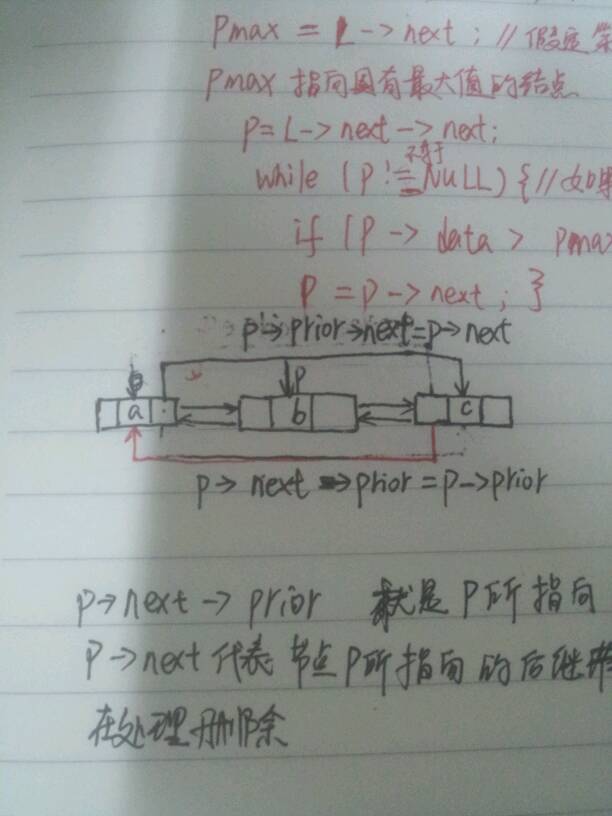 Pmax = L -> next ; // 假定第
Pmax 指向具有最大值的结点
P = L -> next -> next;
不等于
while (P != NULL) { // 如果
if (P -> data > Pmax
P = P -> next ; }
p -> prior -> next = p -> next
P
a b c
p -> next -> prior = p -> prior
p -> next -> prior 就是 P 所指向
P -> next 代表 节点 P 所指向 的后继
在处理删除